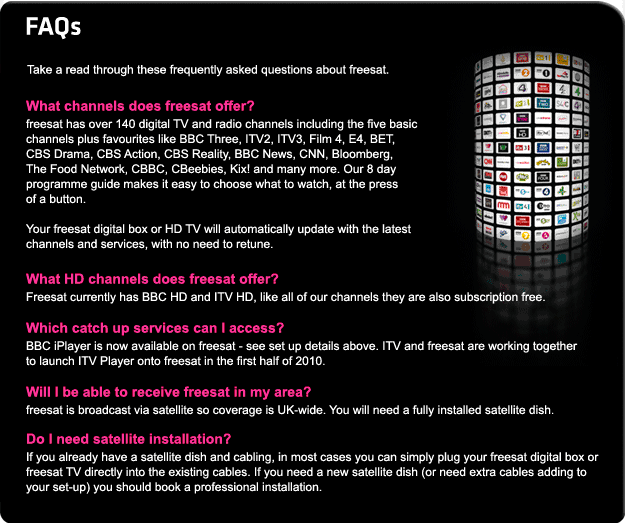 FAQs
Take a read through these frequently asked questions about freesat.
What channels does freesat offer?
freesat has over 140 digital TV and radio channels including the five basic
channels plus favourites like BBC Three, ITV2, ITV3, Film 4, E4, BET,
CBS Drama, CBS Action, CBS Reality, BBC News, CNN, Bloomberg,
The Food Network, CBBC, CBeebies, Kix! and many more. Our 8 day
programme guide makes it easy to choose what to watch, at the press
of a button.
Your freesat digital box or HD TV will automatically update with the latest
channels and services, with no need to retune.
What HD channels does freesat offer?
Freesat currently has BBC HD and ITV HD, like all of our channels they are also subscription free.
Which catch up services can I access?
BBC iPlayer is now available on freesat - see set up details above. ITV and freesat are working together
to launch ITV Player onto freesat in the first half of 2010.
Will I be able to receive freesat in my area?
freesat is broadcast via satellite so coverage is UK-wide. You will need a fully installed satellite dish.
Do I need satellite installation?
If you already have a satellite dish and cabling, in most cases you can simply plug your freesat digital box or
freesat TV directly into the existing cables. If you need a new satellite dish (or need extra cables adding to
your set-up) you should book a professional installation.